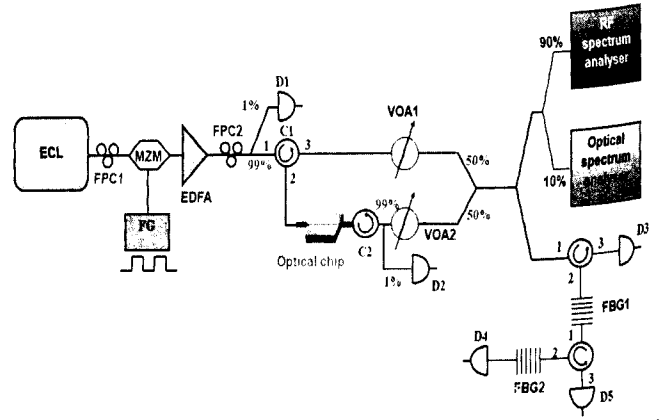 RF
spectrum
analyser
90%
D1
1%
FPC2
C1
VOA1
1
3
99%
2
ECL
MZM
FPC1
EDFA
50%
Optical
spectrum
10%
FG
99%
50%
VOA2
C2
Optical chip
1%
D2
D3
1
3
2
FBG1
D4
1
2
FBG2
3
D5